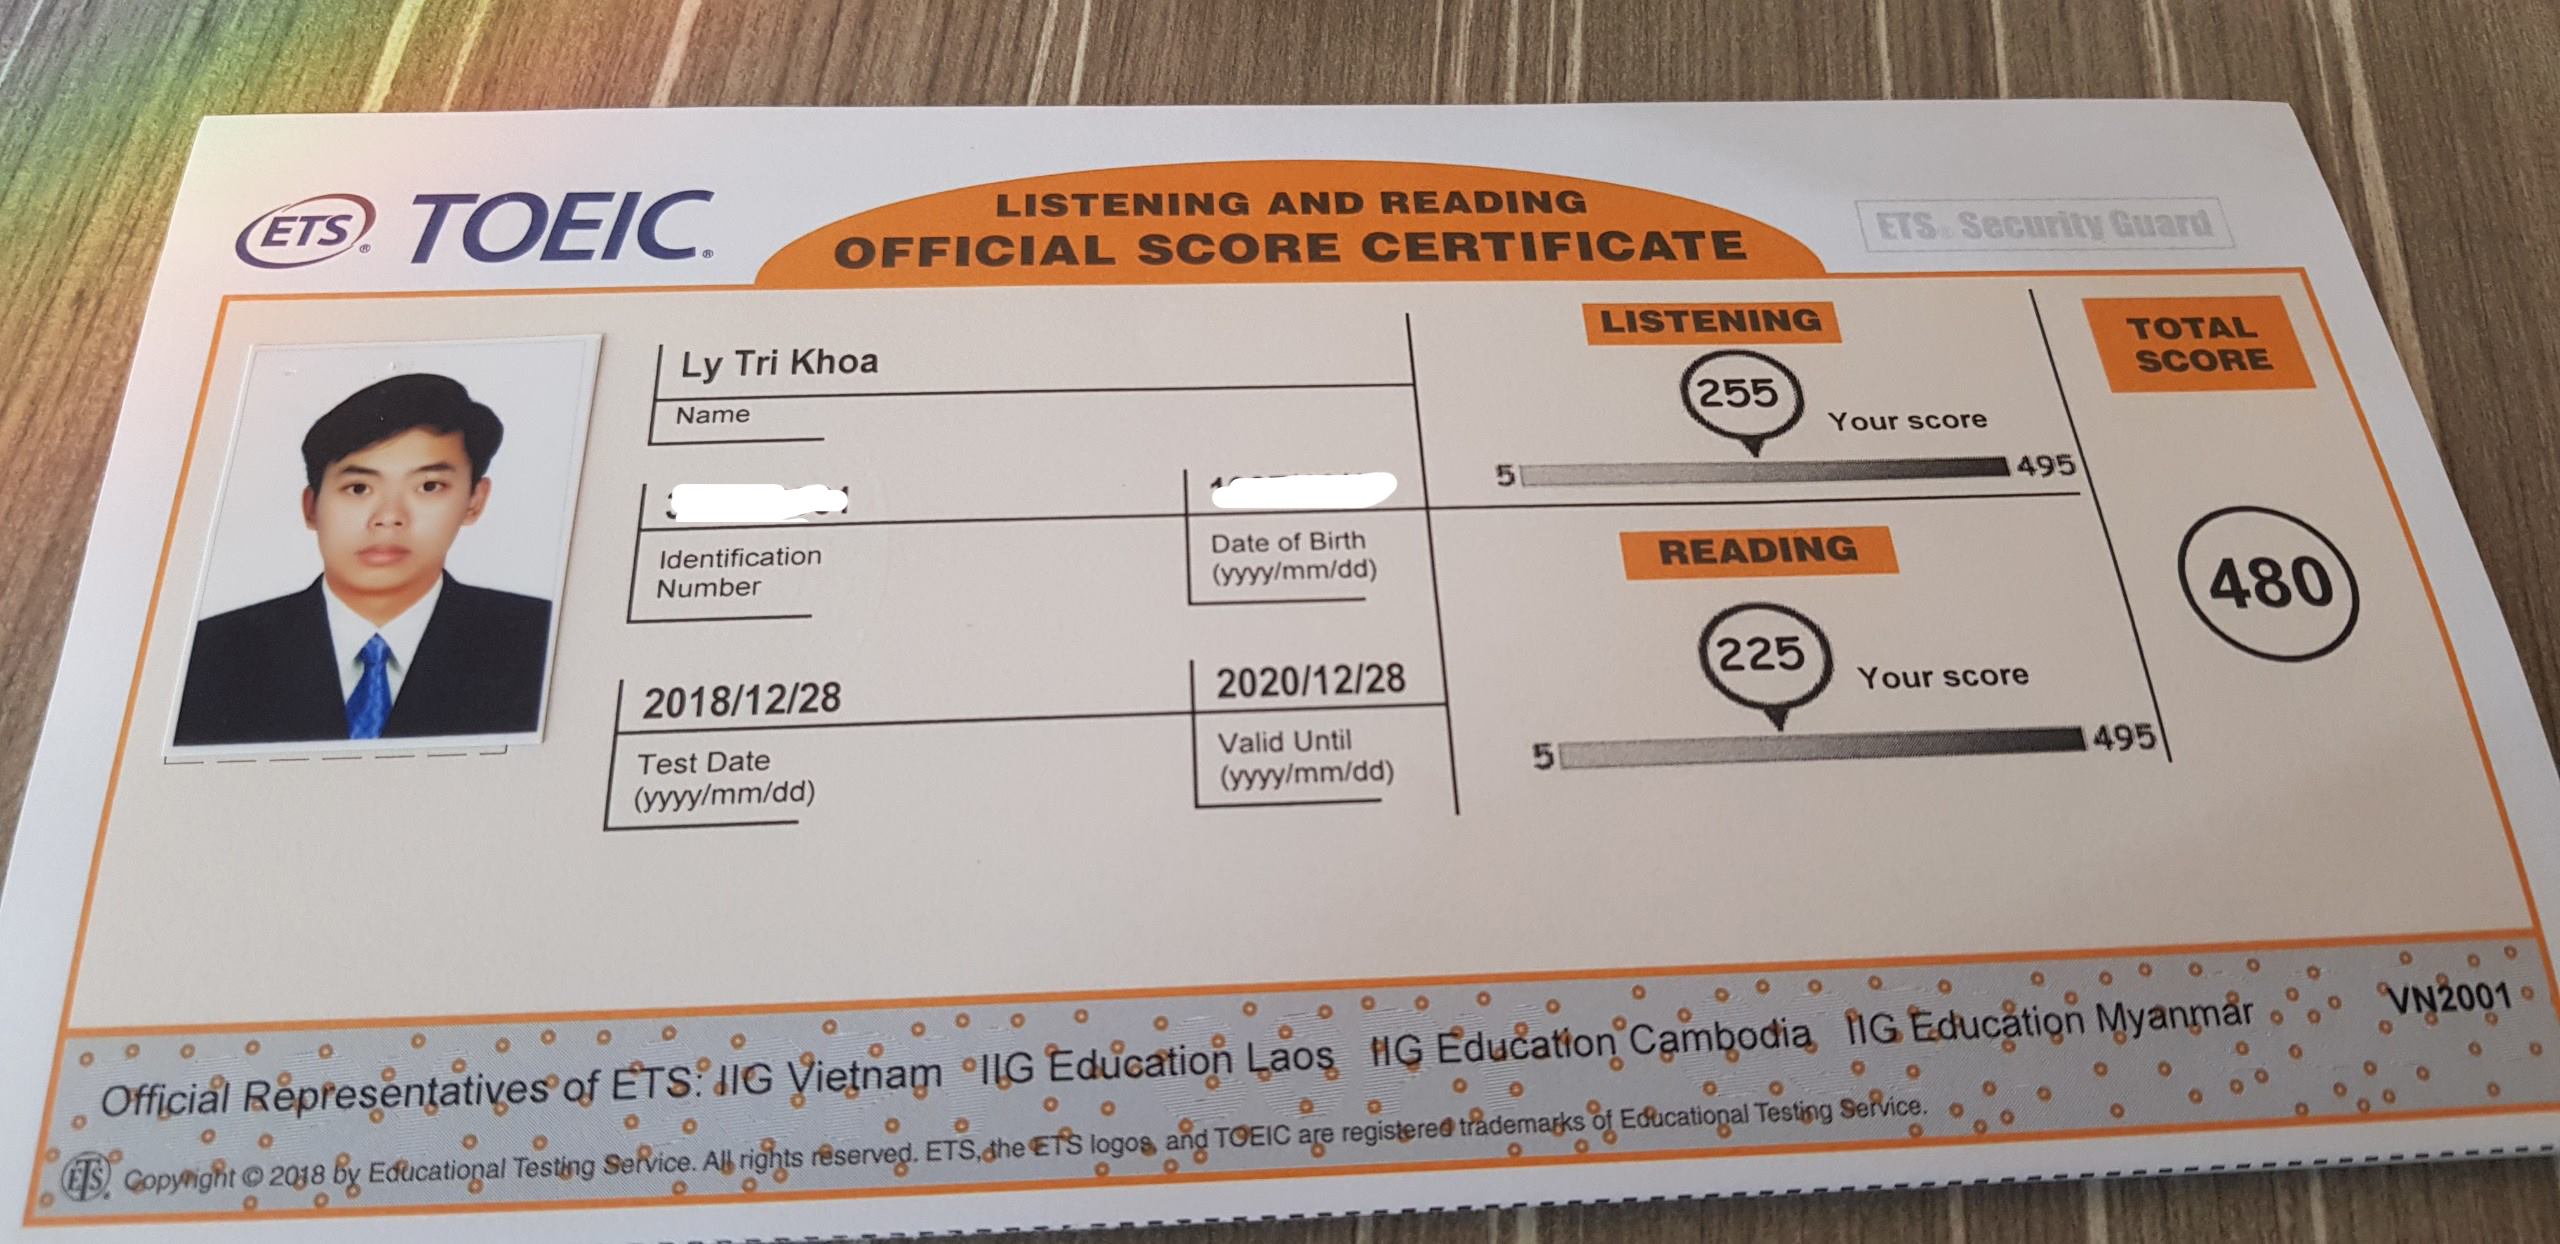 ETS® TOEIC®
LISTENING AND READING
OFFICIAL SCORE CERTIFICATE
ETS® Security Guard
Ly Tri Khoa
Name
Identification
Number
Date of Birth
(yyyy/mm/dd)
2018/12/28
Test Date
(yyyy/mm/dd)
2020/12/28
Valid Until
(yyyy/mm/dd)
LISTENING
255
Your score
5 495
READING
225
Your score
5 495
TOTAL
SCORE
480
Official Representatives of ETS: IIG Vietnam IIG Education Laos IIG Education Cambodia IIG Education Myanmar VN2001
ETS® Copyright © 2018 by Educational Testing Service. All rights reserved. ETS, the ETS logos, and TOEIC are registered trademarks of Educational Testing Service.